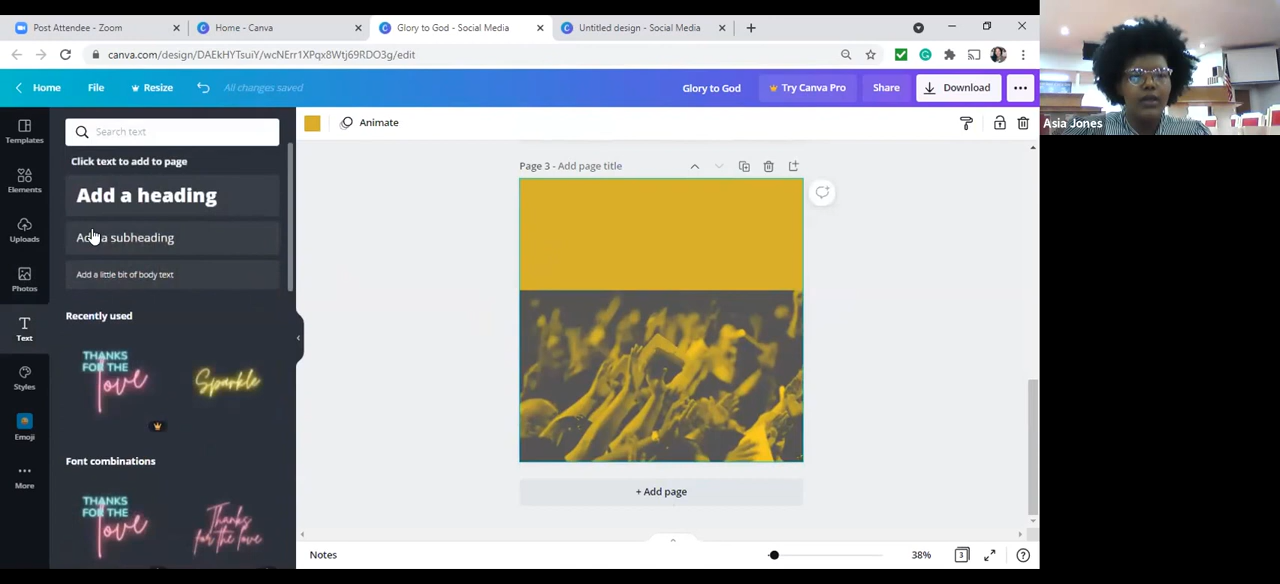 Post Attendee - Zoom
Home - Canva
Glory to God - Social Media
Untitled design - Social Media
canva.com/design/DAEkHYTsuiY/wcNErr1XPqx8Wtj69RDO3g/edit
Home
File
Resize
All changes saved
Glory to God
Try Canva Pro
Share
Download
Asia Jones
Templates
Elements
Uploads
Photos
Text
Styles
Emoji
More
Search text
Click text to add to page
Add a heading
Add a subheading
Add a little bit of body text
Recently used
THANKS
FOR THE
love
Sparkle
Font combinations
THANKS
FOR THE
love
Thanks
for the love
Animate
Page 3 - Add page title
+ Add page
Notes
38%
3